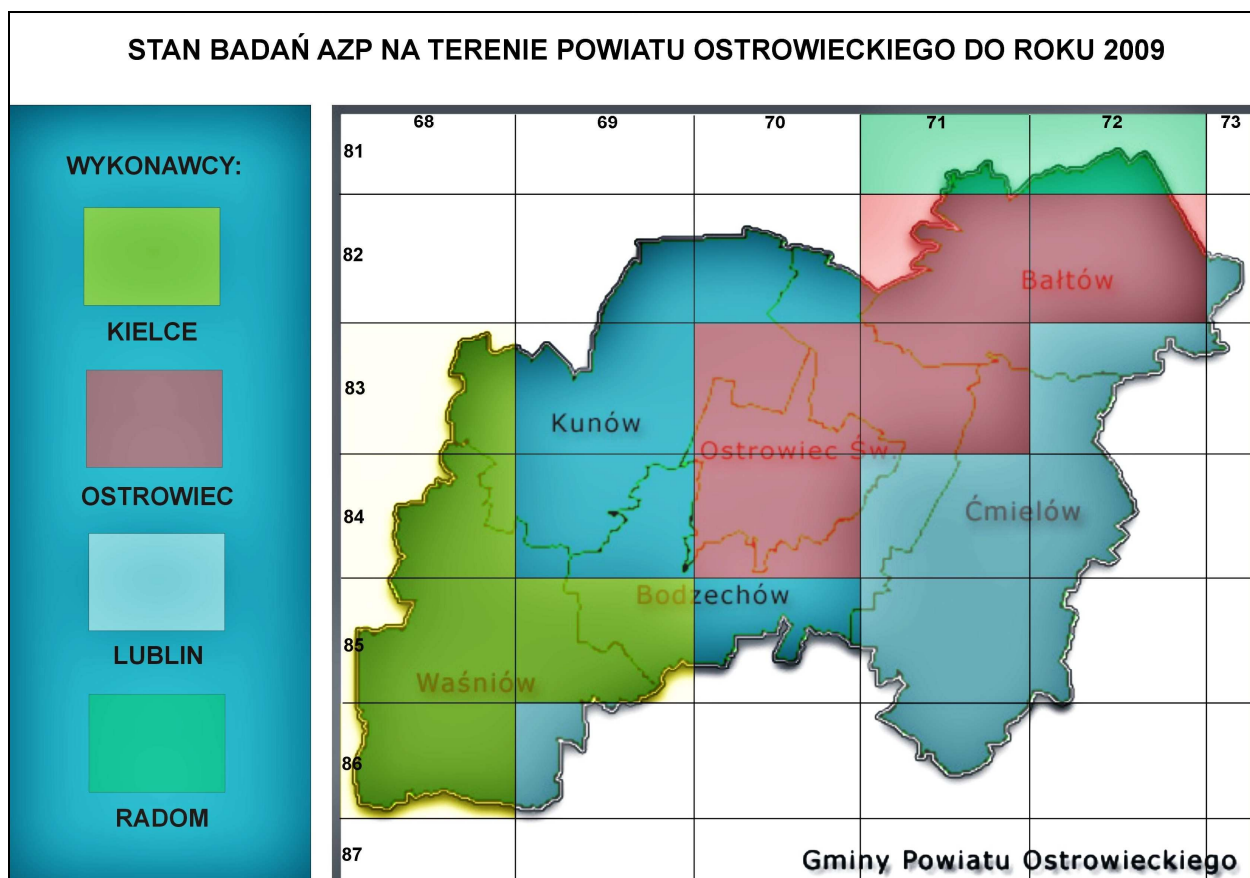 STAN BADAŃ AZP NA TERENIE POWIATU OSTROWIECKIEGO DO ROKU 2009
WYKONAWCY:
KIELCE
OSTROWIEC
LUBLIN
RADOM
68 69 70 71 72 73
81
82
83
84
85
86
87
Bałtów
Kunów
Ostrowiec Św.
Ćmielów
Bodzechów
Waśniów
Gminy Powiatu Ostrowieckiego